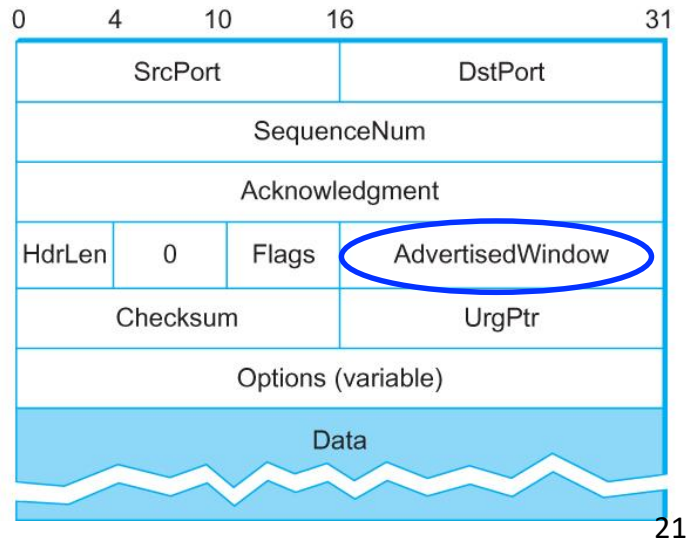 0 4 10 16 31
SrcPort DstPort
SequenceNum
Acknowledgment
HdrLen 0 Flags AdvertisedWindow
Checksum UrgPtr
Options (variable)
Data
21